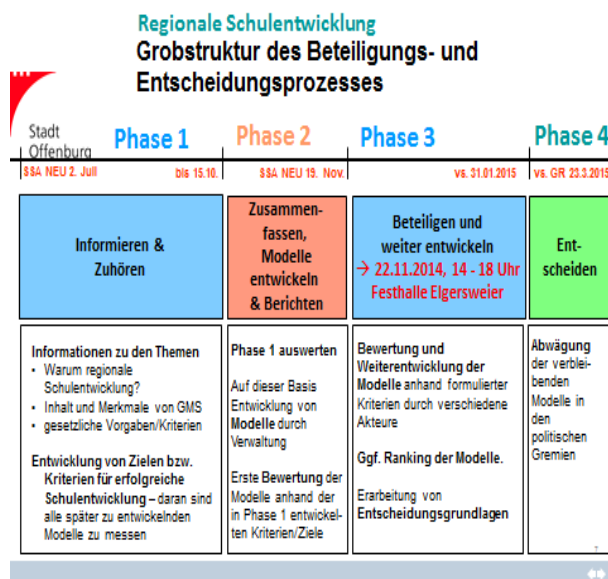 Regionale Schulentwicklung
Grobstruktur des Beteiligungs- und
Entscheidungsprozesses
Stadt
Offenburg
Phase 1
Phase 2
Phase 3
Phase 4
SSA NEU 2. Juli
bis 15.10.
SSA NEU 19. Nov.
vs. 31.01.2015
vs. GR 23.3.2015
Informieren &
Zuhören
Zusammen-
fassen,
Modelle
entwickeln
& Berichten
Beteiligen und
weiter entwickeln
→ 22.11.2014, 14 - 18 Uhr
Festhalle Elgersweier
Ent-
scheiden
Informationen zu den Themen
• Warum regionale
Schulentwicklung?
• Inhalt und Merkmale von GMS
• gesetzliche Vorgaben/Kriterien
Entwicklung von Zielen bzw.
Kriterien für erfolgreiche
Schulentwicklung – daran sind
alle später zu entwickelnden
Modelle zu messen
Phase 1 auswerten
Auf dieser Basis
Entwicklung von
Modellen durch
Verwaltung
Erste Bewertung der
Modelle anhand der
in Phase 1 entwickel-
ten Kriterien/Ziele
Bewertung und
Weiterentwicklung der
Modelle anhand formulierter
Kriterien durch verschiedene
Akteure
Ggf. Ranking der Modelle.
Erarbeitung von
Entscheidungsgrundlagen
Abwägung
der verblei-
benden
Modelle in
den
politischen
Gremien
7